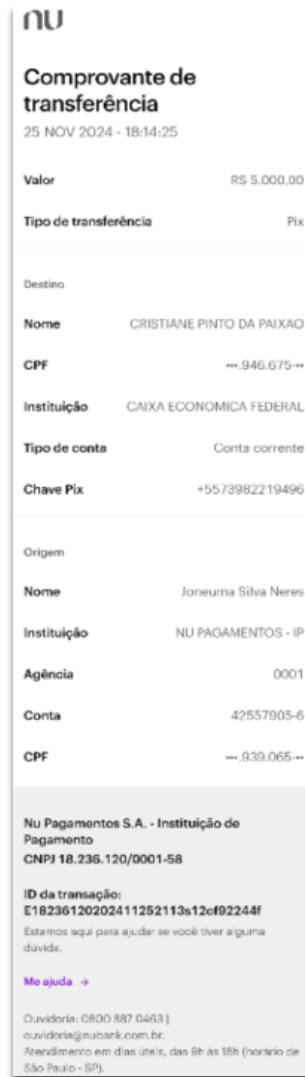 nu
Comprovante de
transferência
25 NOV 2024 - 18:14:25
Valor R$ 5.000,00
Tipo de transferência Pix
Destino
Nome CRISTIANE PINTO DA PAIXAO
CPF •••.946.675-••
Instituição CAIXA ECONOMICA FEDERAL
Tipo de conta Conta corrente
Chave Pix +5573982219496
Origem
Nome Joneuma Silva Neres
Instituição NU PAGAMENTOS - IP
Agência 0001
Conta 42557905-6
CPF •••.939.065-••
Nu Pagamentos S.A. - Instituição de
Pagamento
CNPJ 18.236.120/0001-58
ID da transação:
E18236120202411252113s12of92244f
Estamos aqui para ajudar se você tiver alguma
dúvida.
Me ajuda →
Ouvidoria: 0800 887 0463 |
ouvidoria@nubank.com.br.
Atendimento em dias úteis, das 9h às 18h (horário de
São Paulo - SP).